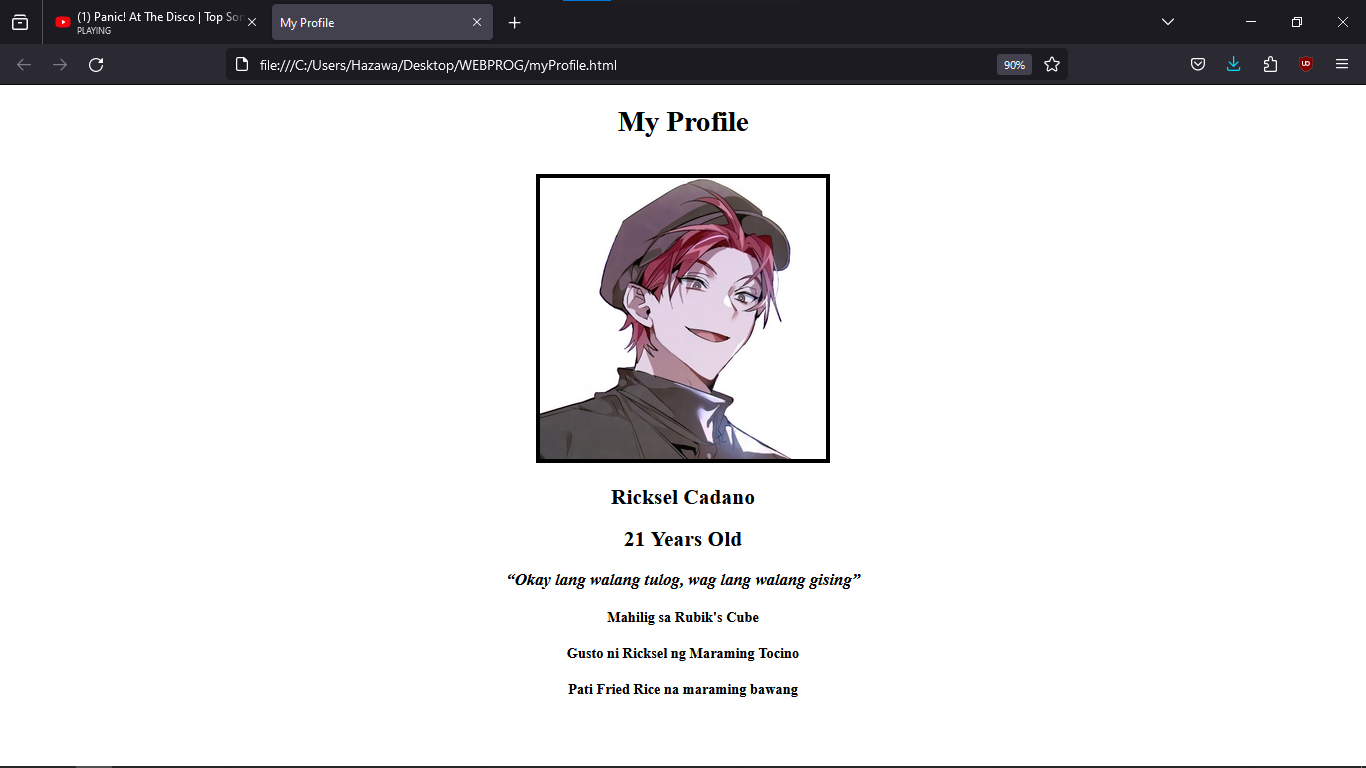 (1) Panic! At The Disco | Top Sor
PLAYING
My Profile
file:///C:/Users/Hazawa/Desktop/WEBPROG/myProfile.html
90%
My Profile
Ricksel Cadano
21 Years Old
“Okay lang walang tulog, wag lang walang gising”
Mahilig sa Rubik's Cube
Gusto ni Ricksel ng Maraming Tocino
Pati Fried Rice na maraming bawang